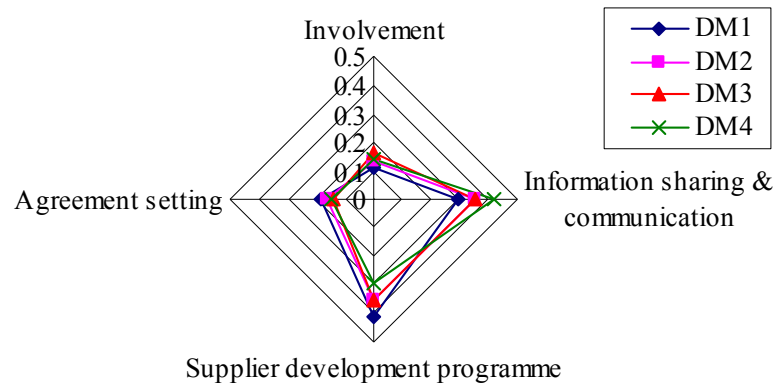 Involvement
0.5
0.4
0.3
0.2
0.1
0
Agreement setting
Information sharing &
communication
Supplier development programme
DM1
DM2
DM3
DM4